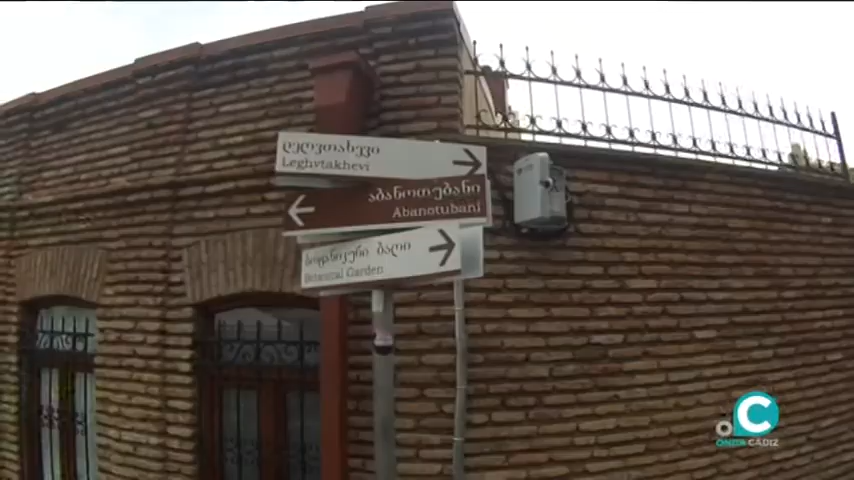 ლეღვთახევი
Leghvtakhevi
აბანოთუბანი
Abanotubani
ბოტანიკური ბაღი
Botanical Garden
ONDA CÁDIZ